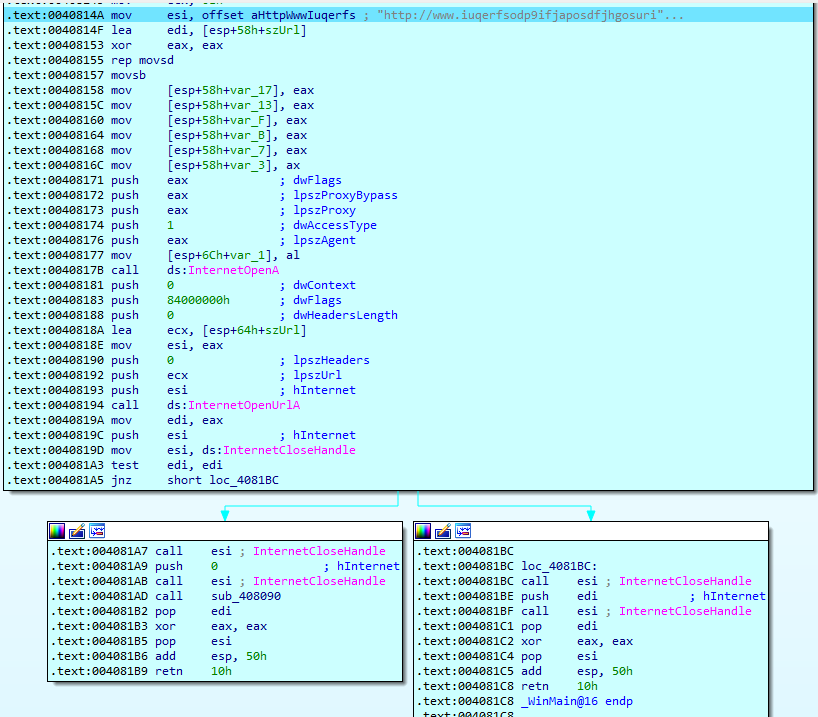 .text:0040814A mov esi, offset aHttpWwwIuqerfs ; "http://www.iuqerfsodp9ifjaposdfjhgosuri"...
.text:0040814F lea edi, [esp+58h+szUrl]
.text:00408153 xor eax, eax
.text:00408155 rep movsd
.text:00408157 movsb
.text:00408158 mov [esp+58h+var_17], eax
.text:0040815C mov [esp+58h+var_13], eax
.text:00408160 mov [esp+58h+var_F], eax
.text:00408164 mov [esp+58h+var_B], eax
.text:00408168 mov [esp+58h+var_7], eax
.text:0040816C mov [esp+58h+var_3], ax
.text:00408171 push eax ; dwFlags
.text:00408172 push eax ; lpszProxyBypass
.text:00408173 push eax ; lpszProxy
.text:00408174 push 1 ; dwAccessType
.text:00408176 push eax ; lpszAgent
.text:00408177 mov [esp+6Ch+var_1], al
.text:0040817B call ds:InternetOpenA
.text:00408181 push 0 ; dwContext
.text:00408183 push 84000000h ; dwFlags
.text:00408188 push 0 ; dwHeadersLength
.text:0040818A lea ecx, [esp+64h+szUrl]
.text:0040818E mov esi, eax
.text:00408190 push 0 ; lpszHeaders
.text:00408192 push ecx ; lpszUrl
.text:00408193 push esi ; hInternet
.text:00408194 call ds:InternetOpenUrlA
.text:0040819A mov edi, eax
.text:0040819C push esi ; hInternet
.text:0040819D mov esi, ds:InternetCloseHandle
.text:004081A3 test edi, edi
.text:004081A5 jnz short loc_4081BC
.text:004081A7 call esi ; InternetCloseHandle
.text:004081A9 push 0 ; hInternet
.text:004081AB call esi ; InternetCloseHandle
.text:004081AD call sub_408090
.text:004081B2 pop edi
.text:004081B3 xor eax, eax
.text:004081B5 pop esi
.text:004081B6 add esp, 50h
.text:004081B9 retn 10h
.text:004081BC
.text:004081BC loc_4081BC:
.text:004081BC call esi ; InternetCloseHandle
.text:004081BE push edi ; hInternet
.text:004081BF call esi ; InternetCloseHandle
.text:004081C1 pop edi
.text:004081C2 xor eax, eax
.text:004081C4 pop esi
.text:004081C5 add esp, 50h
.text:004081C8 retn 10h
.text:004081C8 _WinMain@16 endp
.text:004081C8